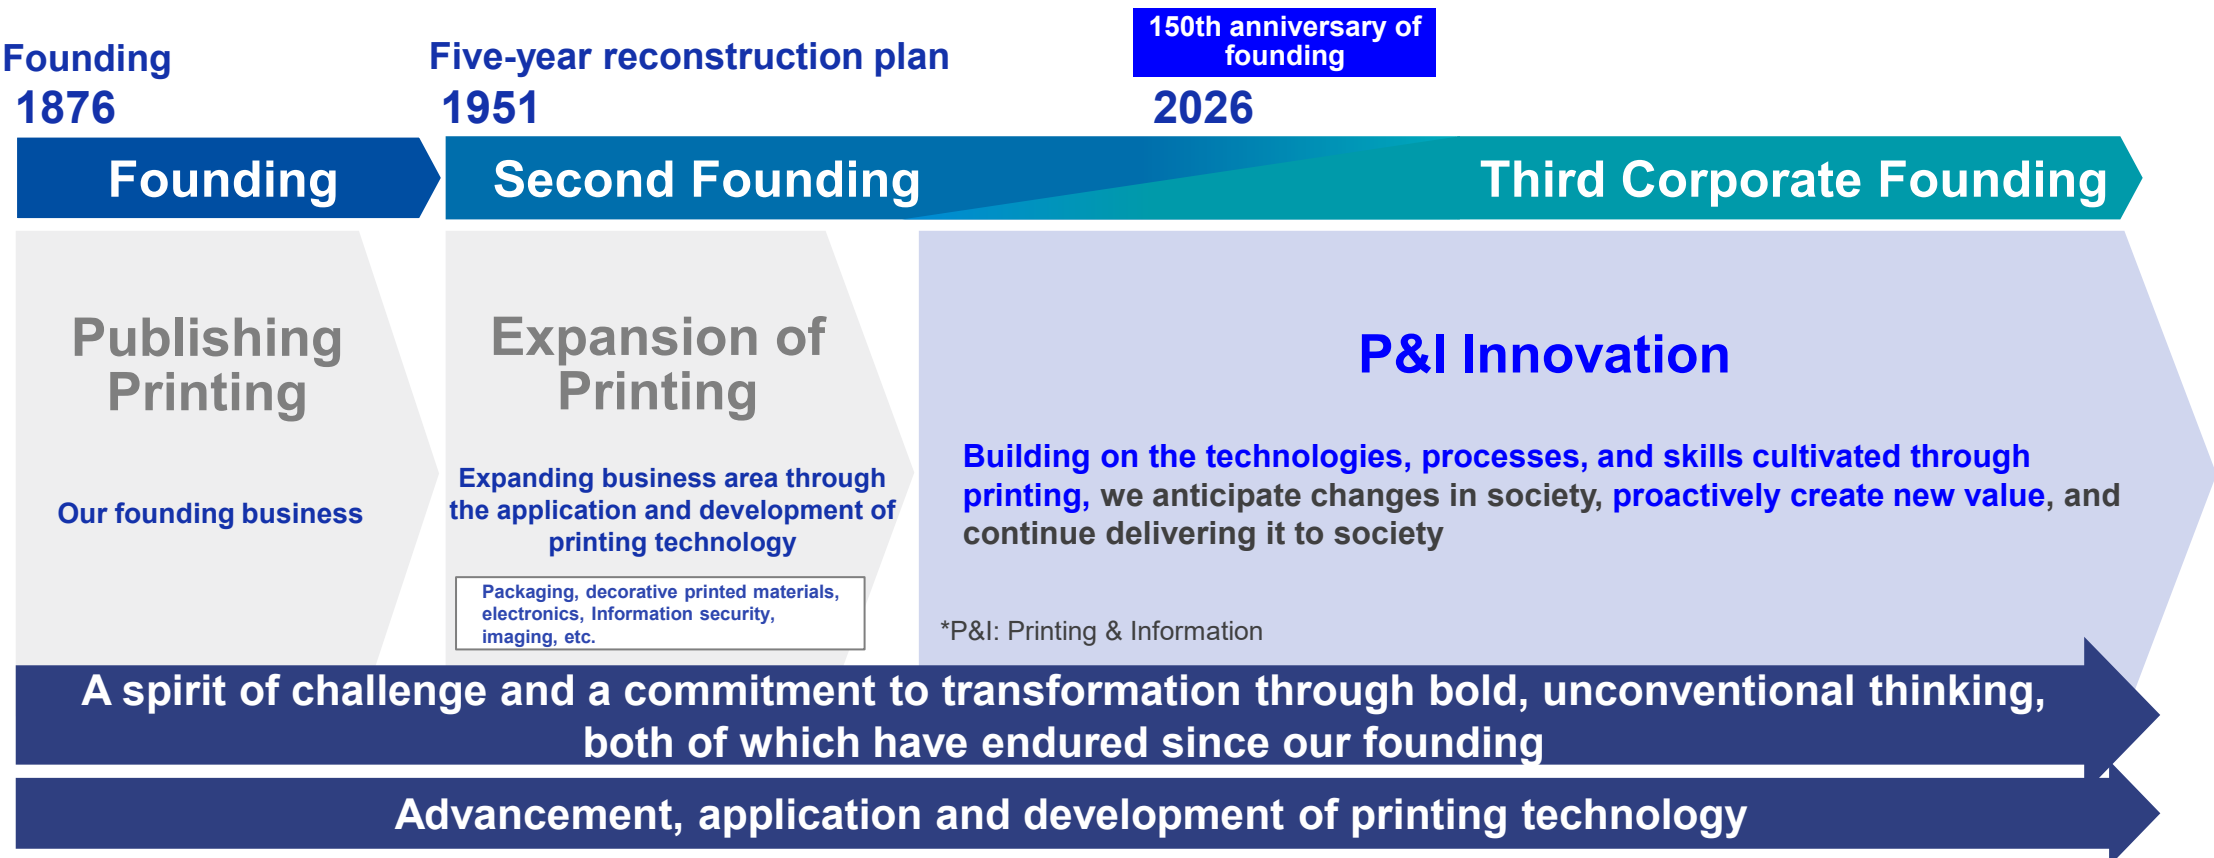 Founding
1876
Five-year reconstruction plan
1951
150th anniversary of
founding
2026
Founding
Second Founding
Third Corporate Founding
Publishing
Printing
Our founding business
Expansion of
Printing
Expanding business area through
the application and development of
printing technology
Packaging, decorative printed materials,
electronics, Information security,
imaging, etc.
P&I Innovation
Building on the technologies, processes, and skills cultivated through
printing, we anticipate changes in society, proactively create new value, and
continue delivering it to society
*P&I: Printing & Information
A spirit of challenge and a commitment to transformation through bold, unconventional thinking,
both of which have endured since our founding
Advancement, application and development of printing technology